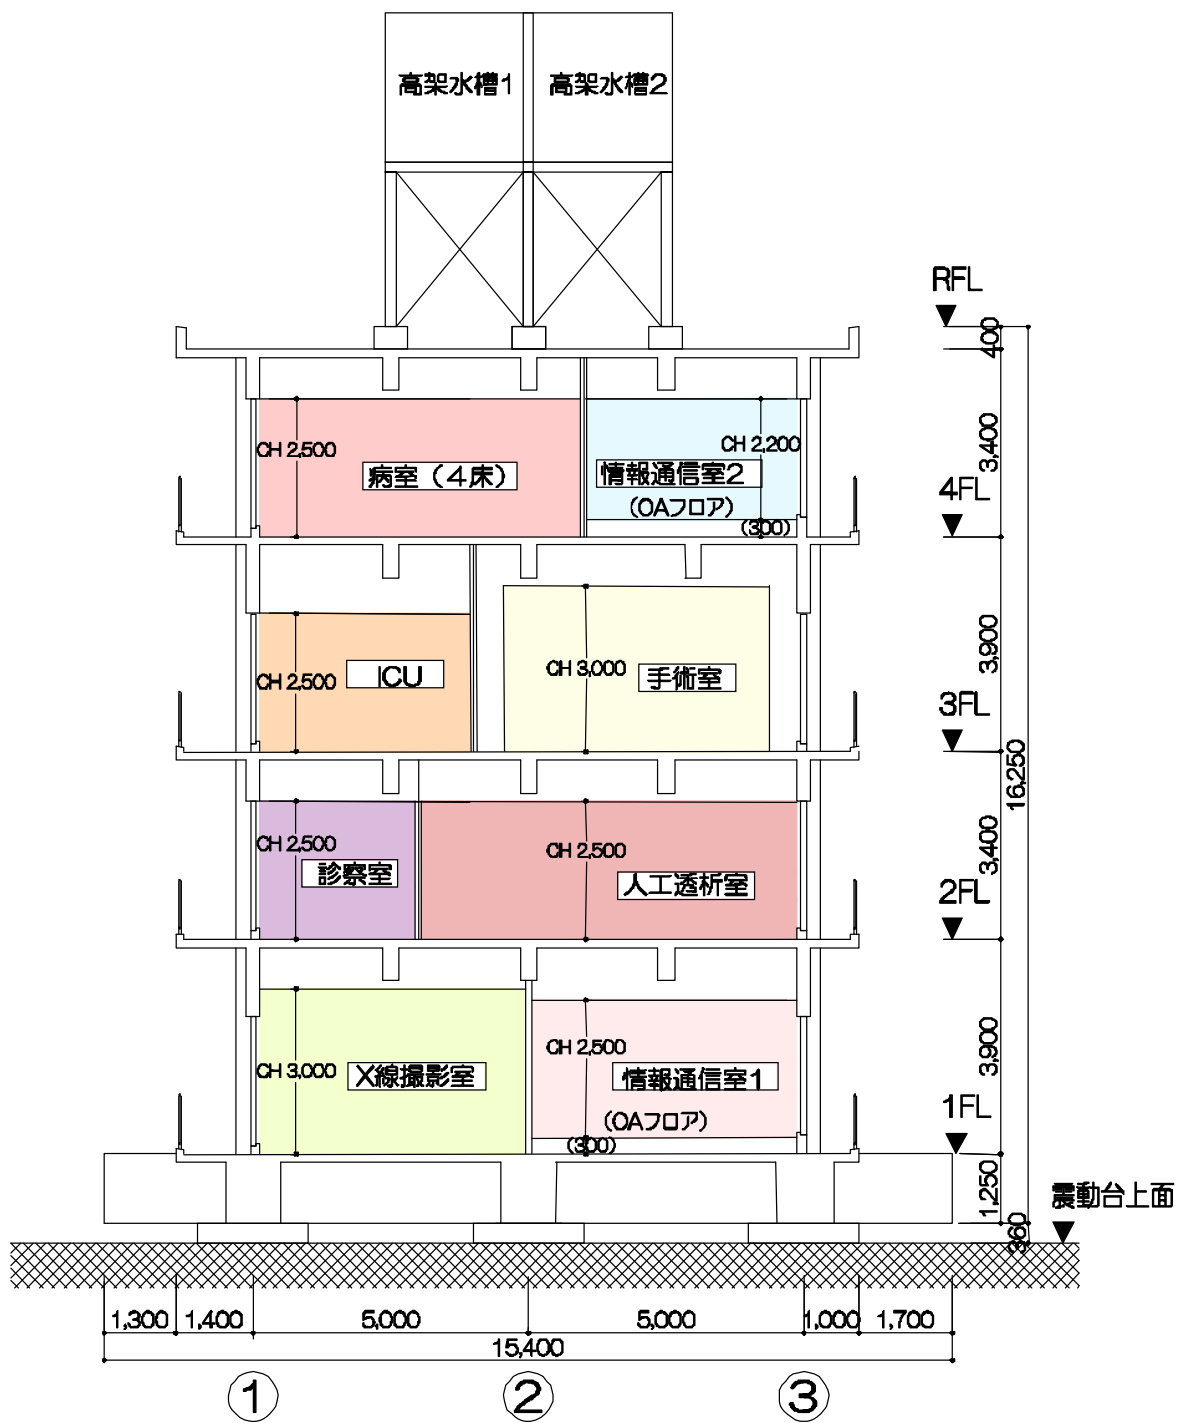 高架水槽1
高架水槽2
RFL
400
CH 2,500
病室（4床）
CH 2,200
情報通信室2
（OAフロア）
(300)
3,400
4FL
CH 2,500
ICU
CH 3,000
手術室
3,900
3FL
16,250
CH 2,500
診察室
CH 2,500
人工透析室
3,400
2FL
CH 3,000
X線撮影室
CH 2,500
情報通信室1
（OAフロア）
(300)
3,900
1FL
1,250
震動台上面
360
1,300
1,400
5,000
5,000
1,000
1,700
15,400
①
②
③